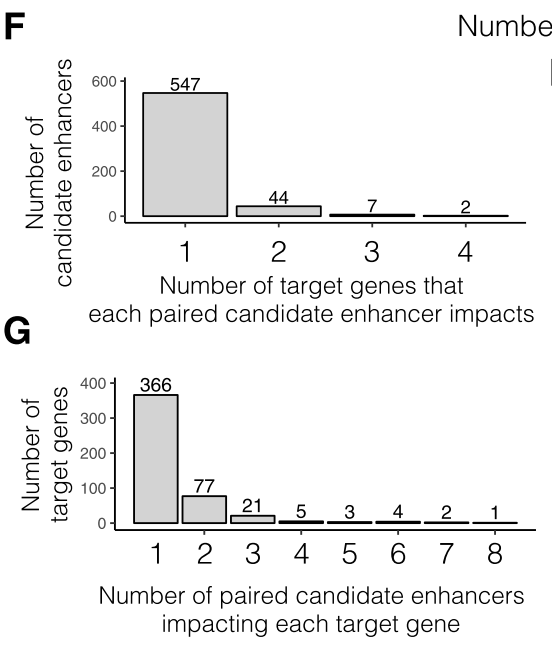 F
Numbe
Number of
candidate enhancers
600
400
200
0
547
44
7
2
1 2 3 4
Number of target genes that
each paired candidate enhancer impacts
G
Number of
target genes
400
300
200
100
0
366
77
21
5
3
4
2
1
1 2 3 4 5 6 7 8
Number of paired candidate enhancers
impacting each target gene